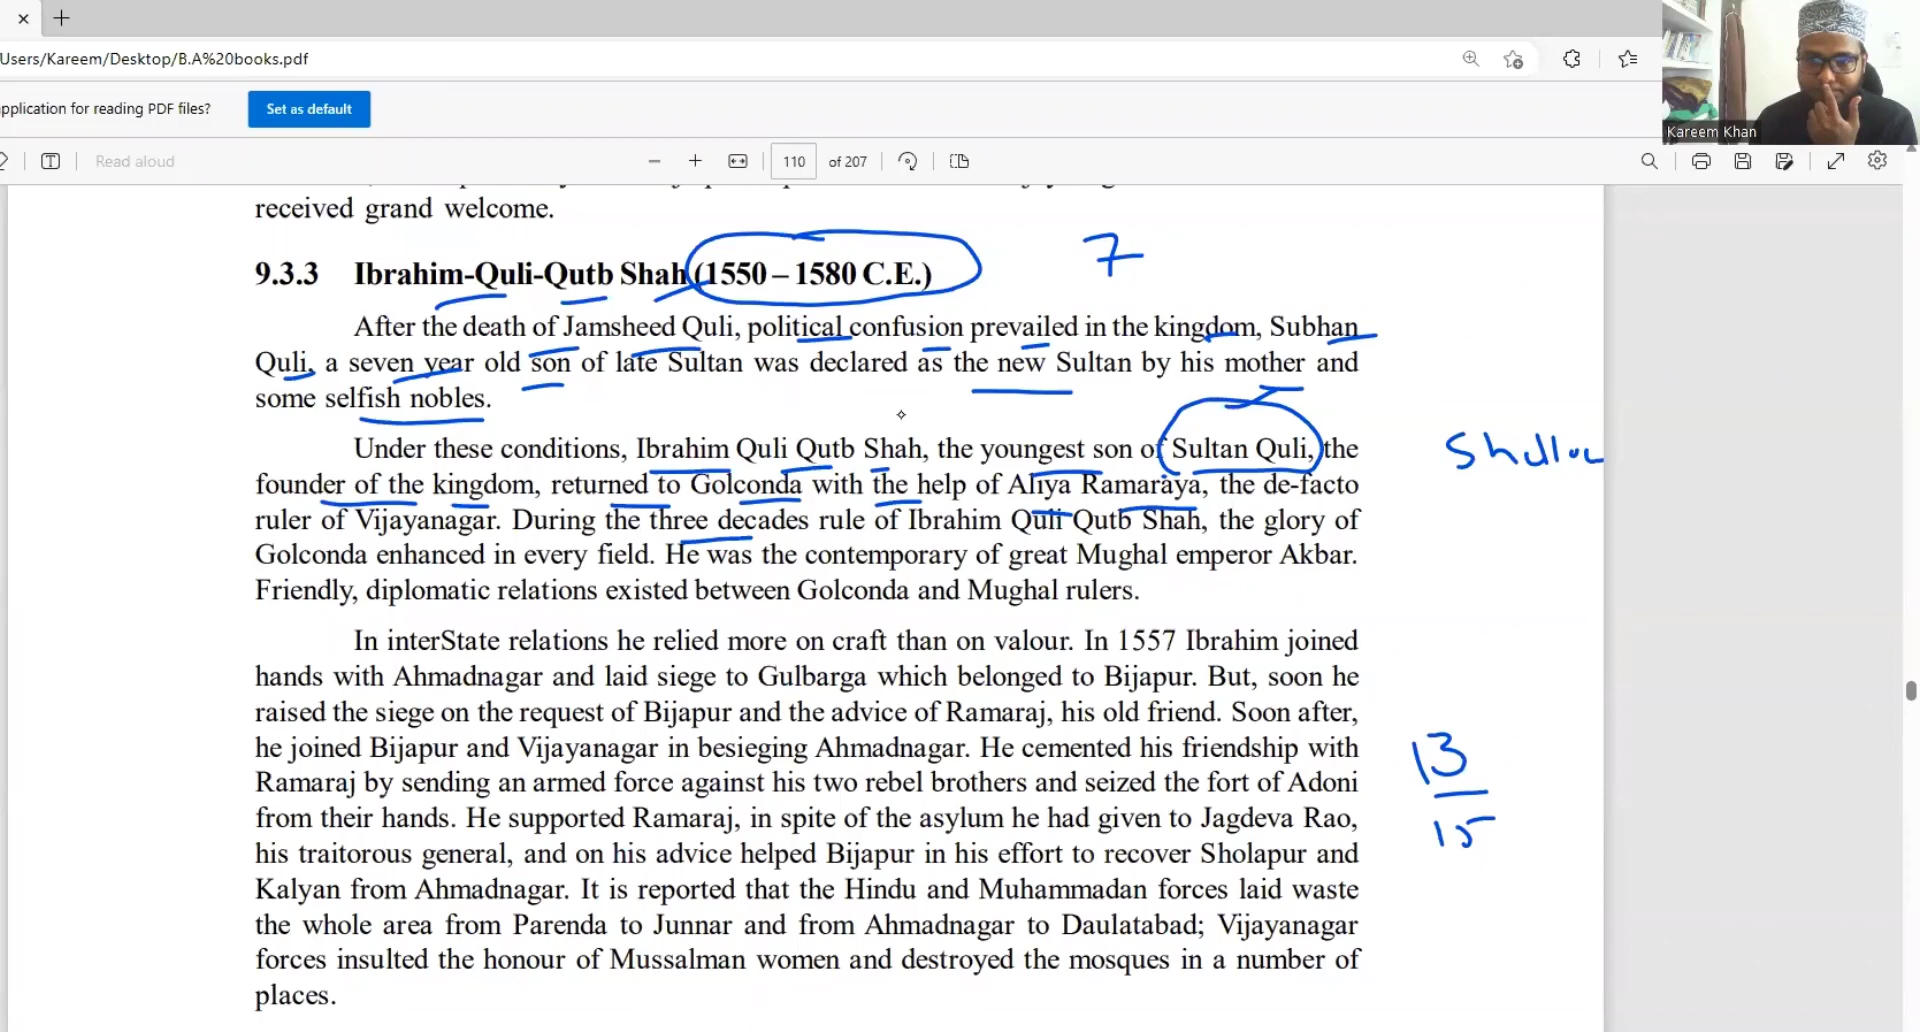 Users/Kareem/Desktop/B.A%20books.pdf
pplication for reading PDF files?
Set as default
Kareem Khan
Read aloud
110 of 207
received grand welcome.
9.3.3 Ibrahim-Quli-Qutb Shah (1550 – 1580 C.E.)
7
After the death of Jamsheed Quli, political confusion prevailed in the kingdom, Subhan
Quli, a seven year old son of late Sultan was declared as the new Sultan by his mother and
some selfish nobles.
Under these conditions, Ibrahim Quli Qutb Shah, the youngest son of Sultan Quli, the
founder of the kingdom, returned to Golconda with the help of Aliya Ramaraya, the de-facto
ruler of Vijayanagar. During the three decades rule of Ibrahim Quli Qutb Shah, the glory of
Golconda enhanced in every field. He was the contemporary of great Mughal emperor Akbar.
Friendly, diplomatic relations existed between Golconda and Mughal rulers.
In interState relations he relied more on craft than on valour. In 1557 Ibrahim joined
hands with Ahmadnagar and laid siege to Gulbarga which belonged to Bijapur. But, soon he
raised the siege on the request of Bijapur and the advice of Ramaraj, his old friend. Soon after,
he joined Bijapur and Vijayanagar in besieging Ahmadnagar. He cemented his friendship with
Ramaraj by sending an armed force against his two rebel brothers and seized the fort of Adoni
from their hands. He supported Ramaraj, in spite of the asylum he had given to Jagdeva Rao,
his traitorous general, and on his advice helped Bijapur in his effort to recover Sholapur and
Kalyan from Ahmadnagar. It is reported that the Hindu and Muhammadan forces laid waste
the whole area from Parenda to Junnar and from Ahmadnagar to Daulatabad; Vijayanagar
forces insulted the honour of Mussalman women and destroyed the mosques in a number of
places.
13
15